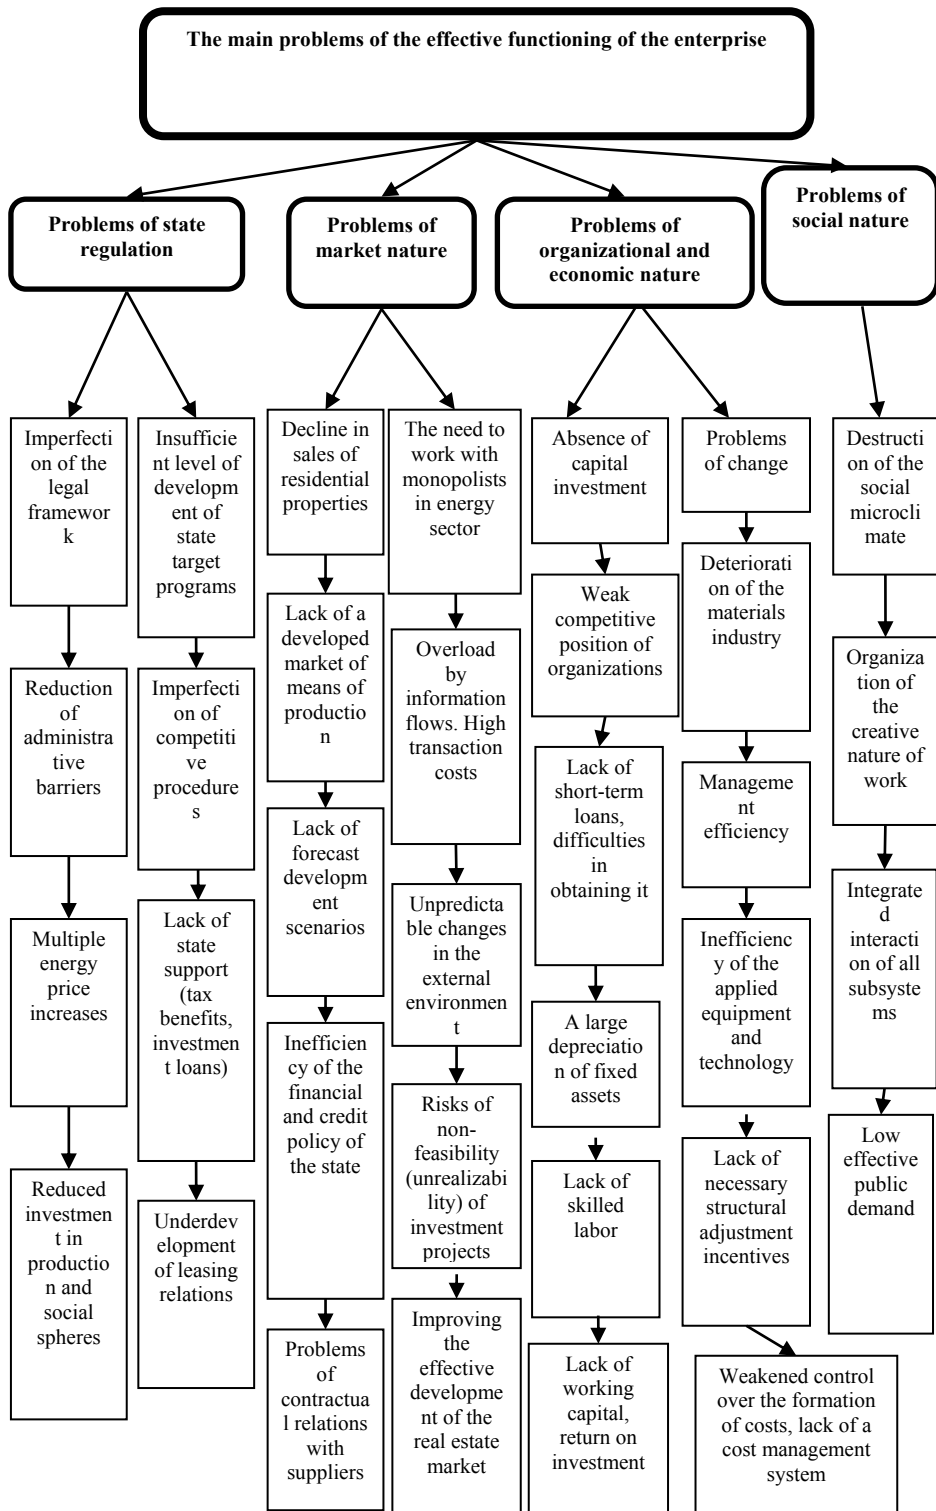 The main problems of the effective functioning of the enterprise
Problems of state
regulation
Problems of
market nature
Problems of
organizational and
economic nature
Problems of
social nature
Imperfecti
on of the
legal
framewor
k
Reduction
of
administra
tive
barriers
Multiple
energy
price
increases
Reduced
investmen
t in
productio
n and
social
spheres
Insufficie
nt level of
developm
ent of
state
target
programs
Imperfecti
on of
competiti
ve
procedure
s
Lack of
state
support
(tax
benefits,
investmen
t loans)
Underdev
elopment
of leasing
relations
Decline in
sales of
residential
properties
Lack of a
developed
market of
means of
productio
n
Lack of
forecast
developm
ent
scenarios
Inefficien
cy of the
financial
and credit
policy of
the state
Problems
of
contractua
l relations
with
suppliers
The need to
work with
monopolists
in energy
sector
Overload
by
information
flows. High
transaction
costs
Unpredicta
ble changes
in the
external
environmen
t
Risks of
non-
feasibility
(unrealizab
ility) of
investment
projects
Improving
the
effective
developme
nt of the
real estate
market
Absence of
capital
investment
Weak
competitive
position of
organizations
Lack of
short-term
loans,
difficulties
in
obtaining it
A large
depreciatio
n of fixed
assets
Lack of
skilled
labor
Lack of
working
capital,
return on
investment
Problems
of change
Deteriorati
on of the
materials
industry
Manageme
nt
efficiency
Inefficienc
y of the
applied
equipment
and
technology
Lack of
necessary
structural
adjustment
incentives
Weakened control
over the formation
of costs, lack of a
cost management
system
Destructi
on of the
social
microcli
mate
Organiza
tion of
the
creative
nature of
work
Integrate
d
interactio
n of all
subsyste
ms
Low
effective
public
demand